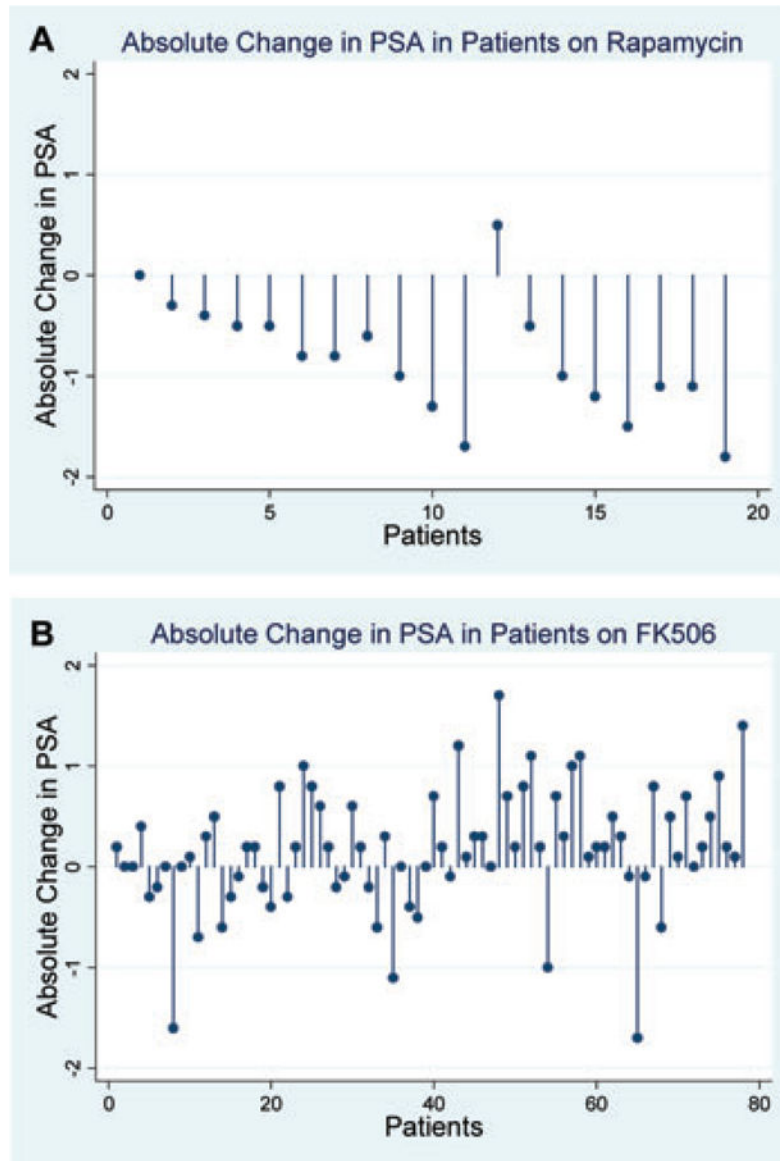 A
Absolute Change in PSA in Patients on Rapamycin
Absolute Change in PSA
2
1
0
-1
-2
0 5 10 15 20
Patients
B
Absolute Change in PSA in Patients on FK506
Absolute Change in PSA
2
1
0
-1
-2
0 20 40 60 80
Patients